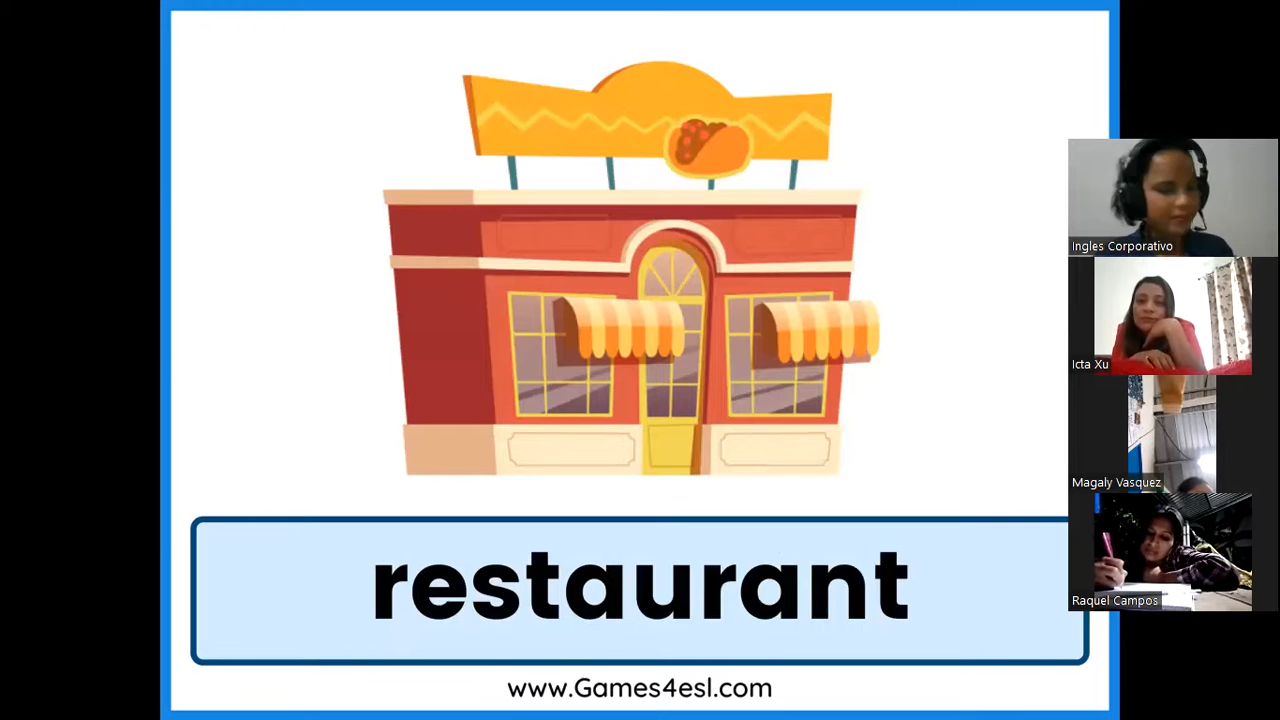 restaurant
www.Games4esl.com
Ingles Corporativo
Icta Xu
Magaly Vasquez
Raquel Campos